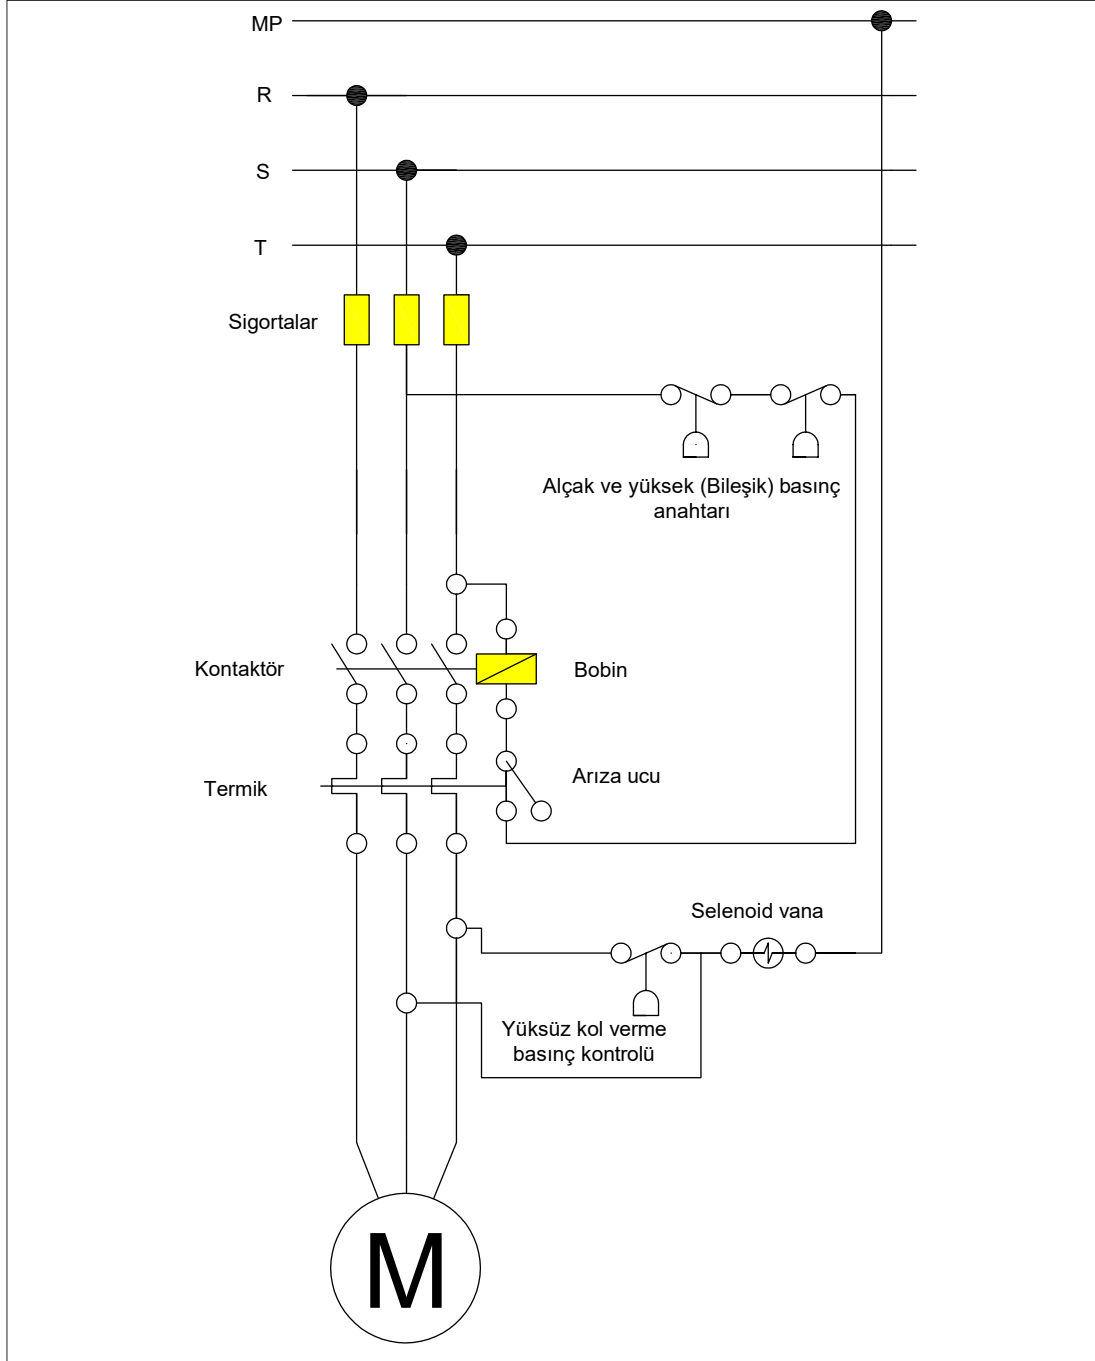 MP
R
S
T
Sigortalar
Alçak ve yüksek (Bileşik) basınç
anahtarı
Kontaktör
Bobin
Arıza ucu
Termik
Selenoid vana
Yüksüz kol verme
basınç kontrolü
M